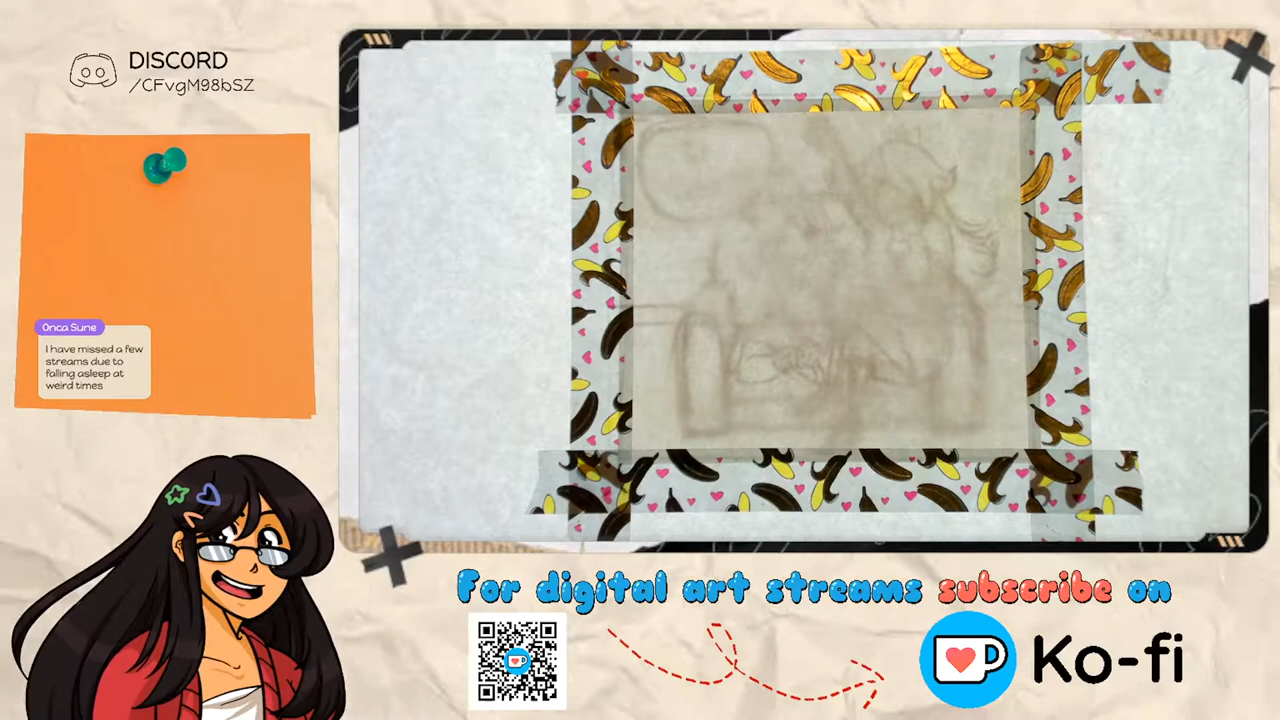 DISCORD
/CFvgM98bSZ
Onca Sune
I have missed a few
streams due to
falling asleep at
weird times
For digital art streams subscribe on
Ko-fi